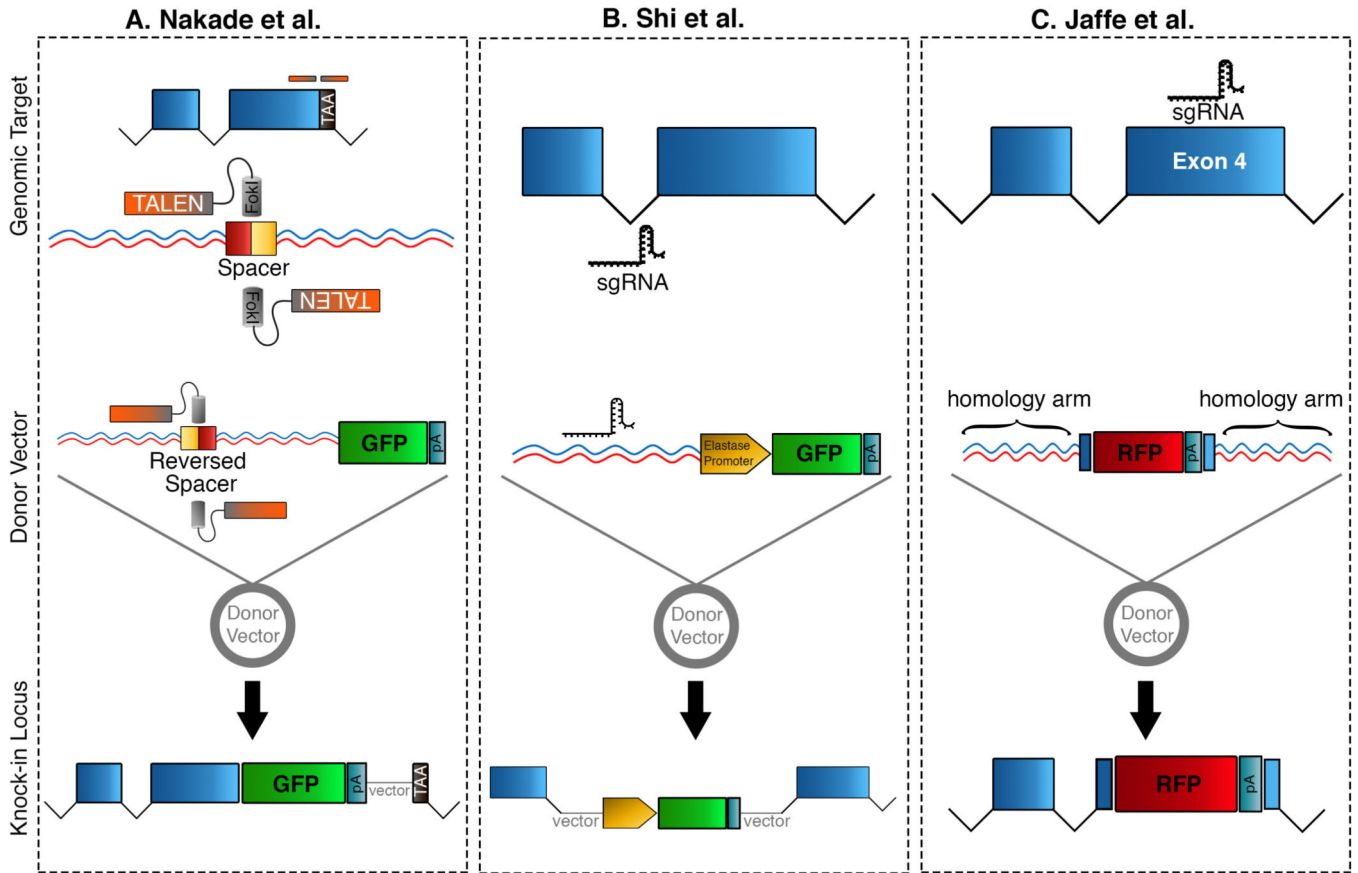 A. Nakade et al.
B. Shi et al.
C. Jaffe et al.
Genomic Target
TAA
TALEN
FokI
Spacer
FokI
TALEN
sgRNA
sgRNA
Exon 4
Donor Vector
Reversed
Spacer
GFP
pA
Donor
Vector
Elastase
Promoter
GFP
pA
Donor
Vector
homology arm
homology arm
RFP
pA
Donor
Vector
Knock-in Locus
GFP
pA
vector
TAA
vector
vector
RFP
pA